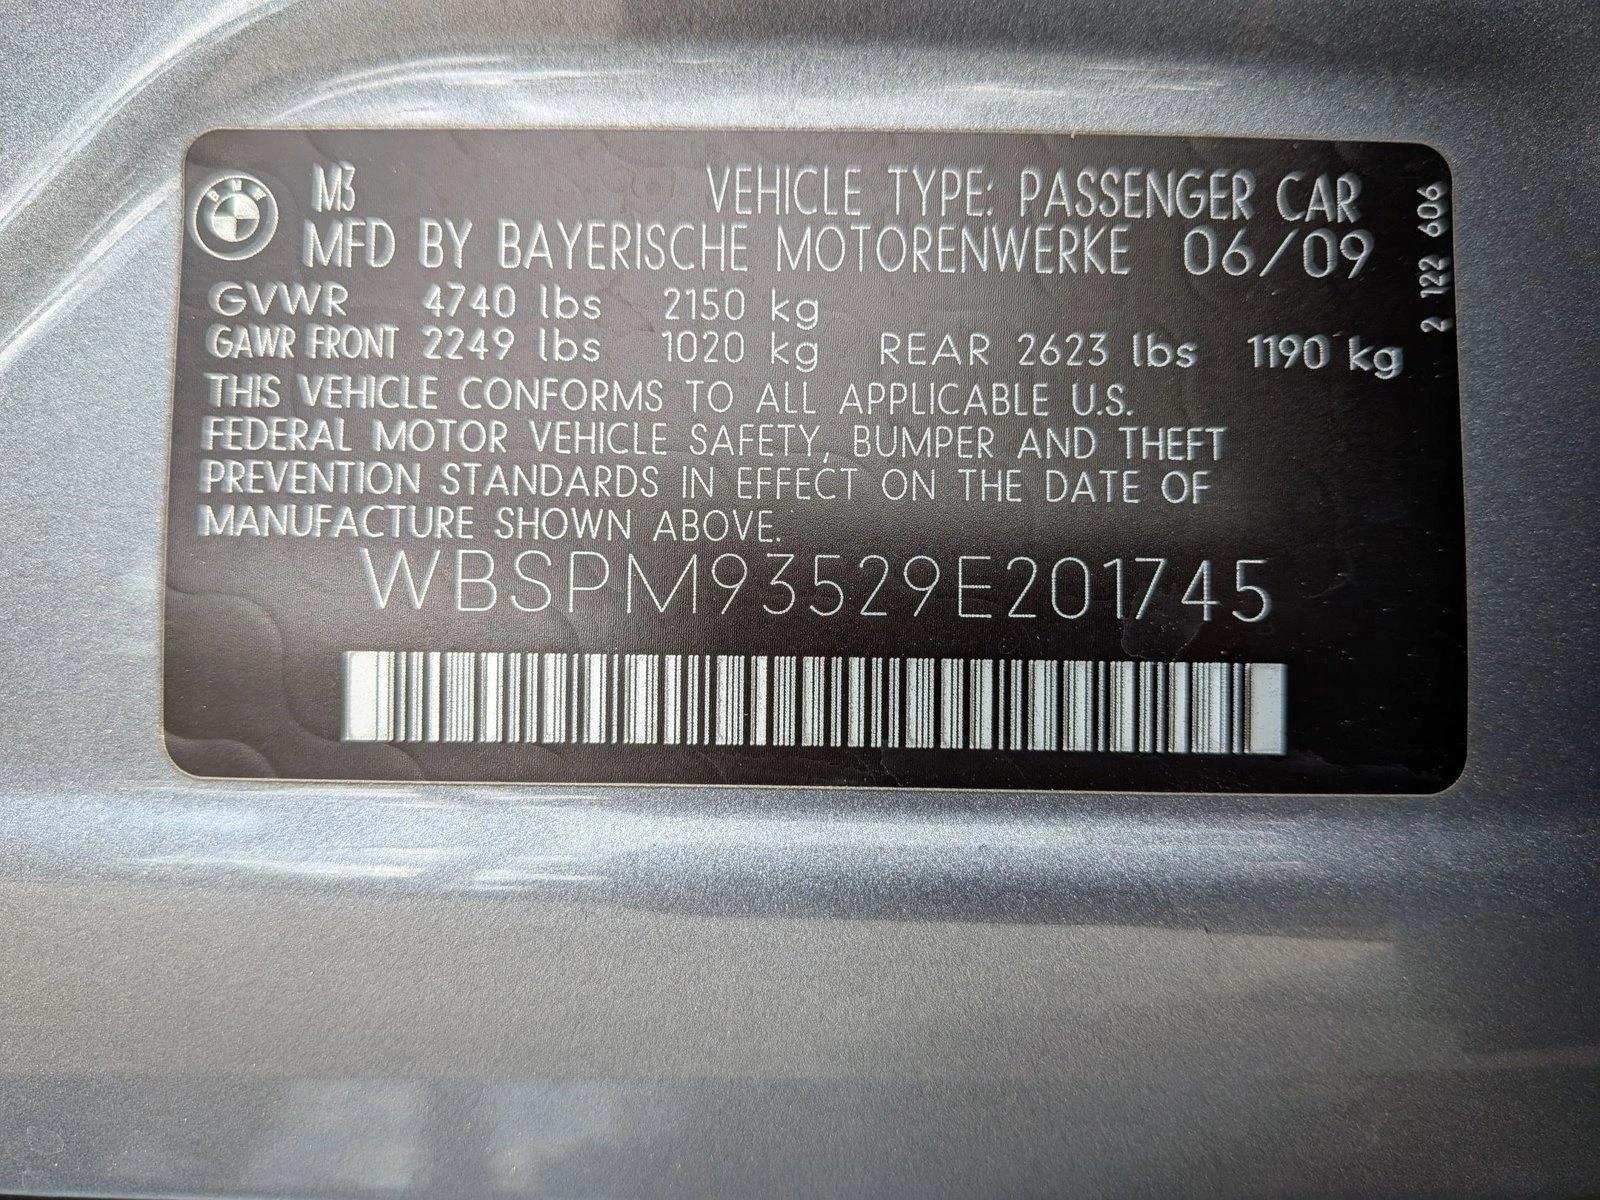 BMW
M3 VEHICLE TYPE: PASSENGER CAR
MFD BY BAYERISCHE MOTORENWERKE 06/09
GVWR 4740 lbs 2150 kg
GAWR FRONT 2249 lbs 1020 kg REAR 2623 lbs 1190 kg
THIS VEHICLE CONFORMS TO ALL APPLICABLE U.S.
FEDERAL MOTOR VEHICLE SAFETY, BUMPER AND THEFT
PREVENTION STANDARDS IN EFFECT ON THE DATE OF
MANUFACTURE SHOWN ABOVE.
WBSPM93529E201745
2 122 606